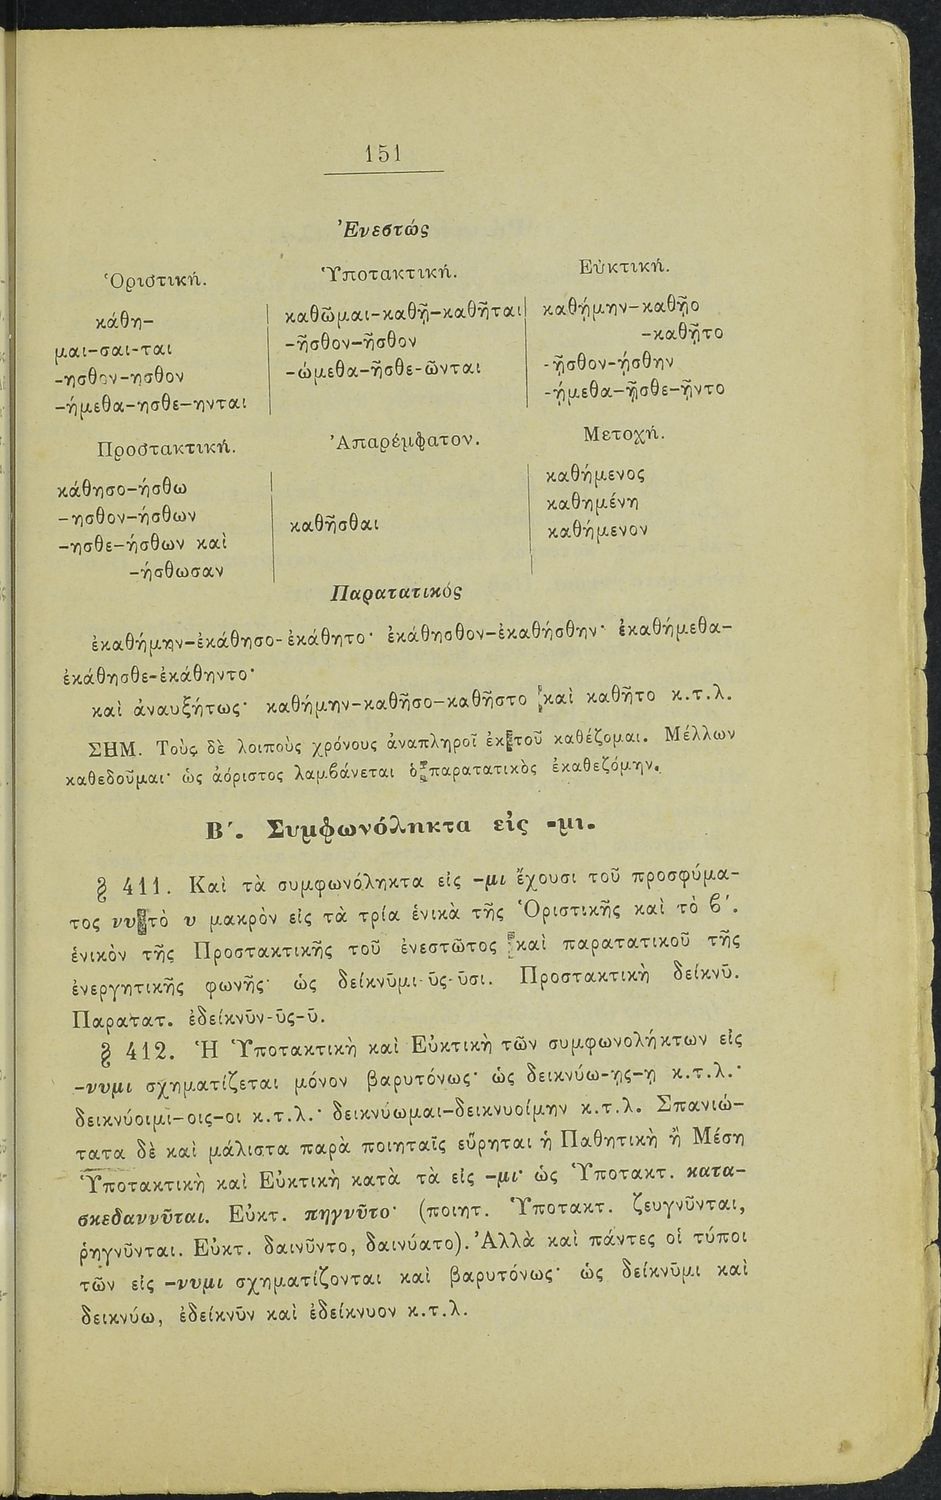 151
Ἐνεστώς
Ὁριστική. Ὑποτακτική. Εὐκτική.
κάθη- καθῶμαι-καθῇ-καθῆται καθῄμην-καθῇο
μαι-σαι-ται -ῆσθον-ῆσθον -καθῇτο
-ησθον-ησθον -ώμεθα-ῆσθε-ῶνται -ῇσθον-ῄσθην
-ήμεθα-ησθε-ηνται -ῄμεθα-ῇσθε-ῇντο
Προστακτική. Ἀπαρέμφατον. Μετοχή.
κάθησο-ήσθω καθήμενος
-ησθον-ήσθων καθῆσθαι καθημένη
-ησθε-ήσθων καὶ καθήμενον
-ήσθωσαν
Παρατατικός
ἐκαθήμην-ἐκάθησο-ἐκάθητο· ἐκάθησθον-ἐκαθήσθην· ἐκαθήμεθα-
ἐκάθησθε-ἐκάθηντο·
καὶ ἀναυξήτως· καθήμην-καθῆσο-καθῆστο καὶ καθῆτο κ.τ.λ.
ΣΗΜ. Τοὺς δὲ λοιποὺς χρόνους ἀναπληροῖ ἐκ τοῦ καθέζομαι. Μέλλων
καθεδοῦμαι· ὡς ἀόριστος λαμβάνεται ὁ παρατατικὸς ἐκαθεζόμην.
Β΄. Συμφωνόληκτα εἰς -μι.
§ 411. Καὶ τὰ συμφωνόληκτα εἰς -μι ἔχουσι τοῦ προσφύμα-
τος νυ τὸ υ μακρὸν εἰς τὰ τρία ἑνικὰ τῆς Ὁριστικῆς καὶ τὸ ϐ΄.
ἑνικὸν τῆς Προστακτικῆς τοῦ ἐνεστῶτος καὶ παρατατικοῦ τῆς
ἐνεργητικῆς φωνῆς· ὡς δείκνῡμι-ῡς-ῡσι. Προστακτικὴ δείκνῡ.
Παρατατ. ἐδείκνῡν-ῡς-ῡ.
§ 412. Ἡ Ὑποτακτικὴ καὶ Εὐκτικὴ τῶν συμφωνολήκτων εἰς
-νυμι σχηματίζεται μόνον βαρυτόνως· ὡς δεικνύω-ῃς-ῃ κ.τ.λ.·
δεικνύοιμι-οις-οι κ.τ.λ.· δεικνύωμαι-δεικνυοίμην κ.τ.λ. Σπανιώ-
τατα δὲ καὶ μάλιστα παρὰ ποιηταῖς εὕρηται ἡ Παθητικὴ ἢ Μέση
Ὑποτακτικὴ καὶ Εὐκτικὴ κατὰ τὰ εἰς -μι· ὡς Ὑποτακτ. κατα-
σκεδαννῦται. Εὐκτ. πηγνῦτο· (ποιητ. Ὑποτακτ. ζευγνῦνται,
ῥηγνῦνται. Εὐκτ. δαινῦντο, δαινύατο). Ἀλλὰ καὶ πάντες οἱ τύποι
τῶν εἰς -νυμι σχηματίζονται καὶ βαρυτόνως· ὡς δείκνῡμι καὶ
δεικνύω, ἐδείκνῡν καὶ ἐδείκνυον κ.τ.λ.